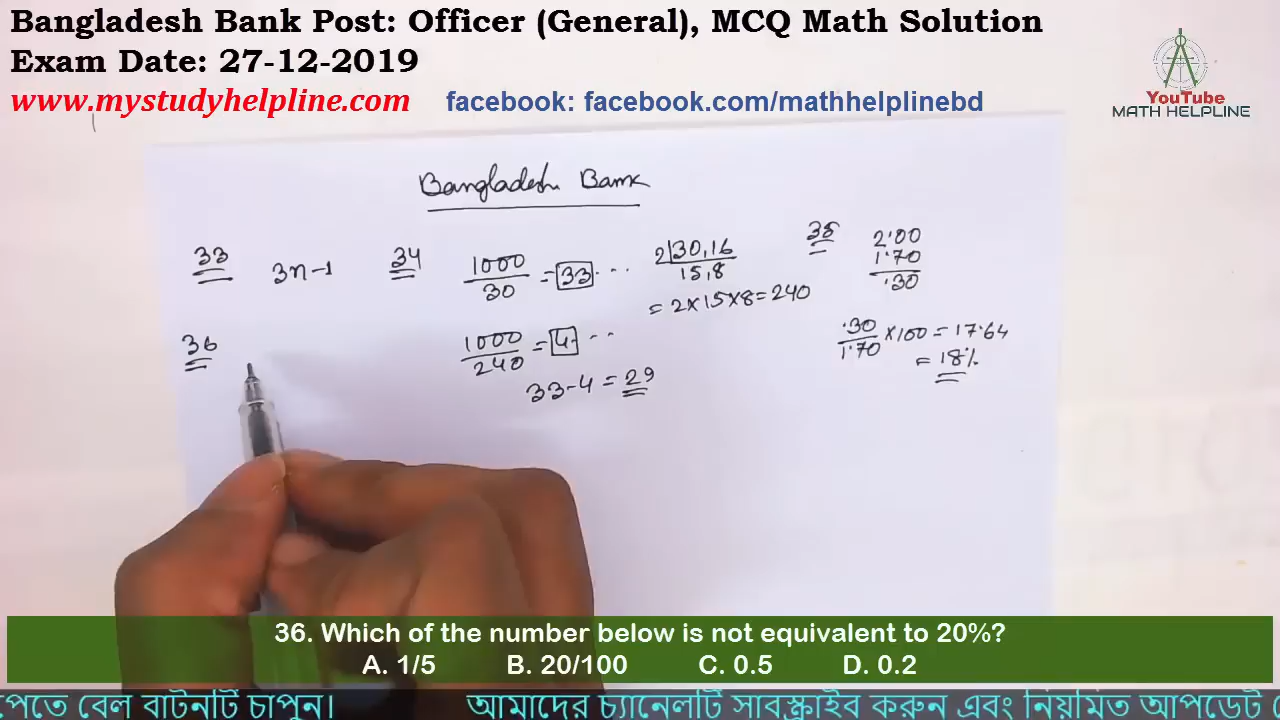 Bangladesh Bank Post: Officer (General), MCQ Math Solution
Exam Date: 27-12-2019
www.mystudyhelpline.com facebook: facebook.com/mathhelplinebd
YouTube
MATH HELPLINE
Bangladesh Bank
33 3n-1
34 1000/30 = 33 ...
2|30,16
15,8
= 2×15×8=240
1000/240 = 4 ...
33-4 = 29
35 2.00
1.70
.30
.30/1.70 ×100 = 17.64
= 18%
36
36. Which of the number below is not equivalent to 20%?
A. 1/5 B. 20/100 C. 0.5 D. 0.2
পেতে বেল বাটনটি চাপুন। আমাদের চ্যানেলটি সাবস্ক্রাইব করুন এবং নিয়মিত আপডেট